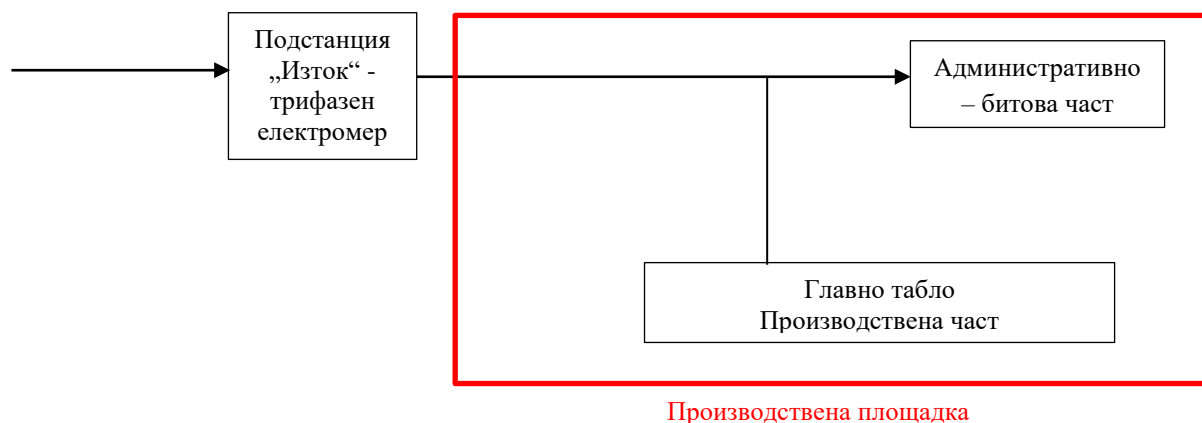 Подстанция
„Изток“ -
трифазен
електромер
Административно
– битова част
Главно табло
Производствена част
Производствена площадка